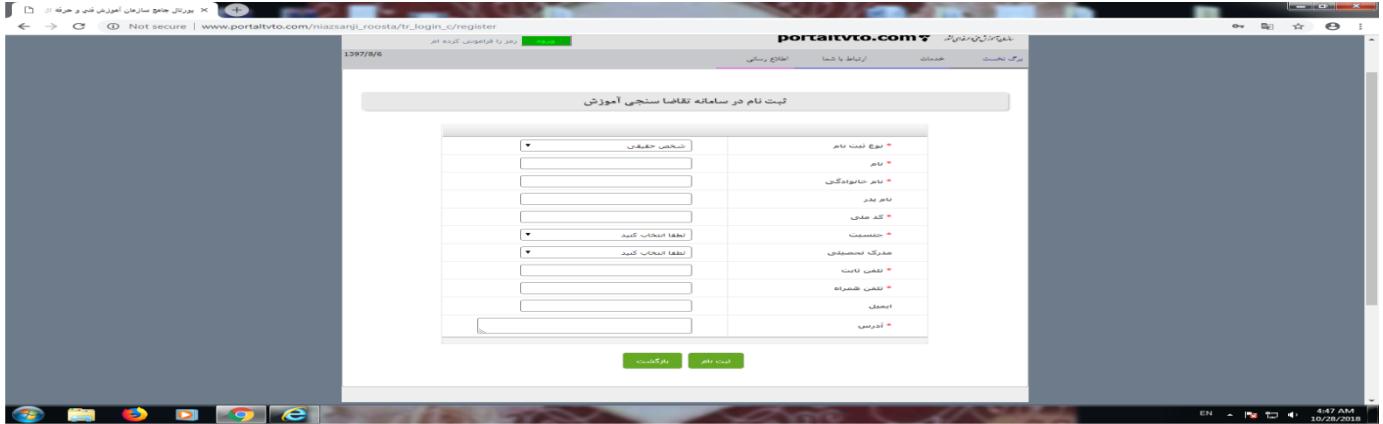 پورتال جامع سازمان آموزش فنی و حرفه ای
Not secure | www.portaltvto.com/niazsanji_roosta/tr_login_c/register
portaltvto.com
ورود رمز را فراموش کرده ام
1397/8/6
برگ نخست خدمات ارتباط با شما اطلاع رسانی
ثبت نام در سامانه تقاضا سنجی آموزش
* نوع ثبت نام شخص حقیقی
* نام
* نام خانوادگی
نام پدر
* کد ملی
* جنسیت لطفا انتخاب کنید
مدرک تحصیلی لطفا انتخاب کنید
* تلفن ثابت
* تلفن همراه
ایمیل
* آدرس
ثبت نام بازگشت
EN
4:47 AM
10/28/2018